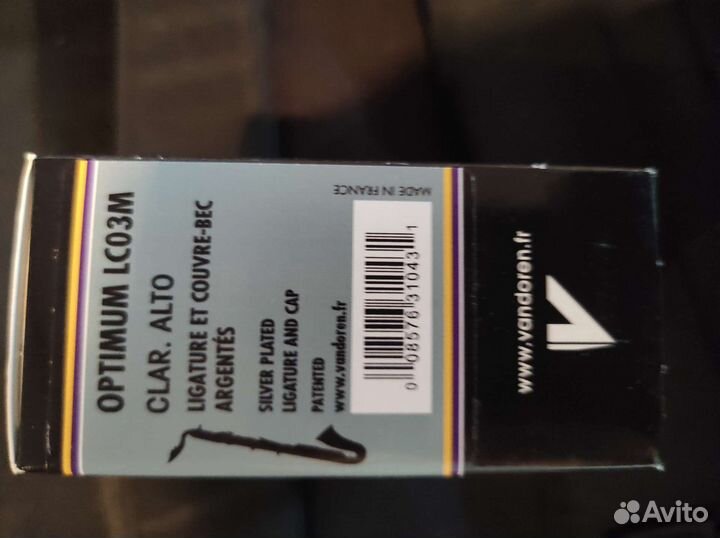 OPTIMUM LC03M
CLAR. ALTO
LIGATURE ET COUVRE-BEC
ARGENTÉS
SILVER PLATED
LIGATURE AND CAP
PATENTED
www.vandoren.fr
MADE IN FRANCE
0 08576 31043 1
www.vandoren.fr
V
Avito